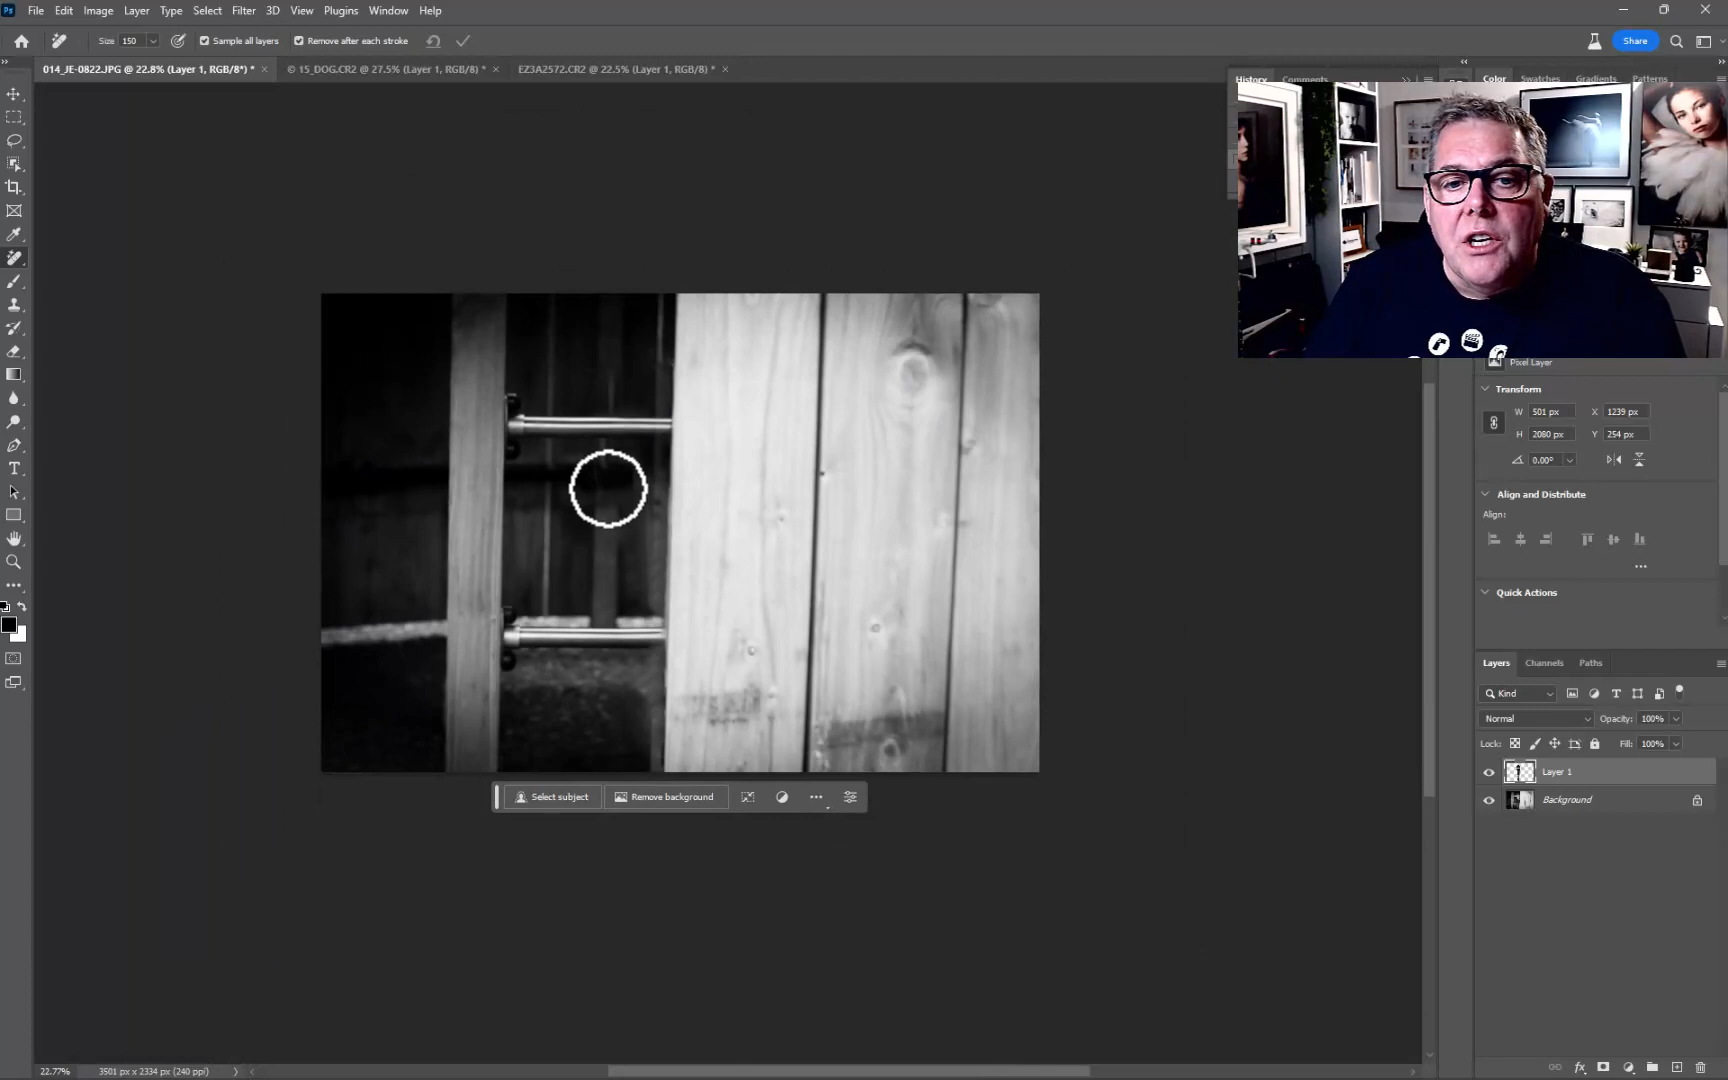 Ps File Edit Image Layer Type Select Filter 3D View Plugins Window Help
Size 150 Sample all layers Remove after each stroke Share
014_JE-0822.JPG @ 22.8% (Layer 1, RGB/8*) * × © 15_DOG.CR2 @ 27.5% (Layer 1, RGB/8) * × EZ3A2572.CR2 @ 22.5% (Layer 1, RGB/8*) * ×
History Comments Color Swatches Gradients Patterns
Pixel Layer
Transform
W 501 px X 1239 px
H 2080 px Y 254 px
0.00°
Align and Distribute
Align:
Quick Actions
Select subject Remove background
Layers Channels Paths
Kind
Normal Opacity: 100%
Lock: Fill: 100%
Layer 1
Background
22.77% 3501 px x 2334 px (240 ppi)